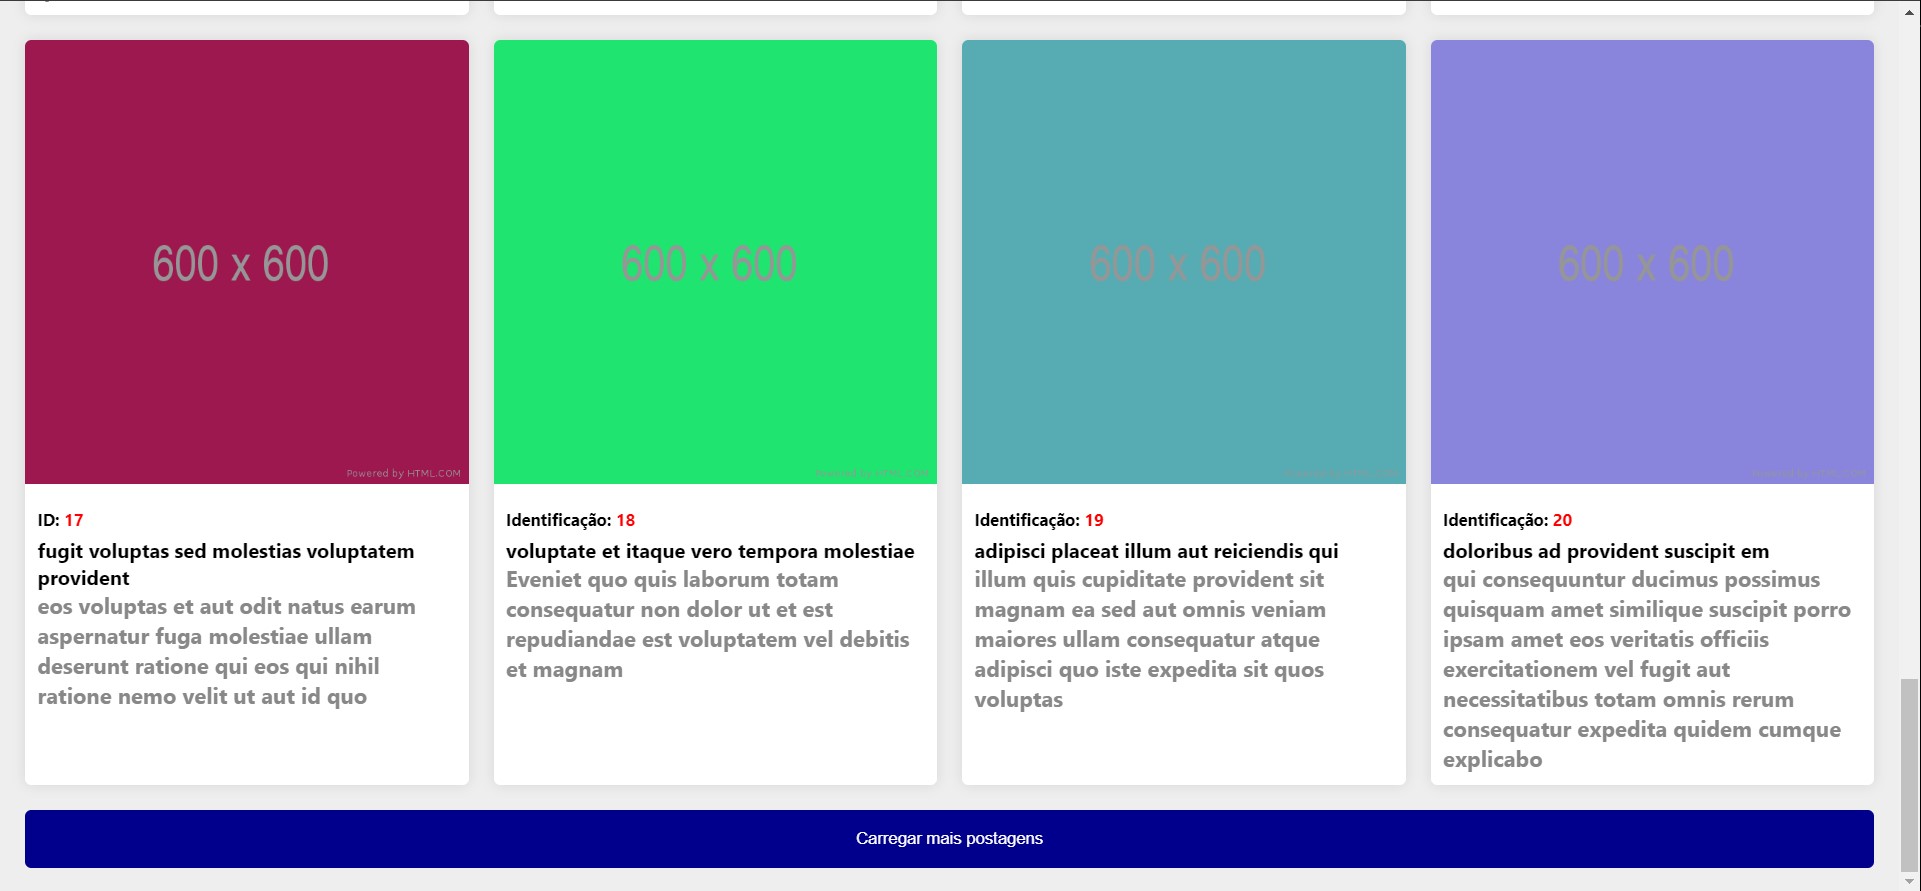 600 x 600
Powered by HTML.COM
ID: 17
fugit voluptas sed molestias voluptatem
provident
eos voluptas et aut odit natus earum
aspernatur fuga molestiae ullam
deserunt ratione qui eos qui nihil
ratione nemo velit ut aut id quo
600 x 600
Powered by HTML.COM
Identificação: 18
voluptate et itaque vero tempora molestiae
Eveniet quo quis laborum totam
consequatur non dolor ut et est
repudiandae est voluptatem vel debitis
et magnam
600 x 600
Powered by HTML.COM
Identificação: 19
adipisci placeat illum aut reiciendis qui
illum quis cupiditate provident sit
magnam ea sed aut omnis veniam
maiores ullam consequatur atque
adipisci quo iste expedita sit quos
voluptas
600 x 600
Powered by HTML.COM
Identificação: 20
doloribus ad provident suscipit em
qui consequuntur ducimus possimus
quisquam amet similique suscipit porro
ipsam amet eos veritatis officiis
exercitationem vel fugit aut
necessitatibus totam omnis rerum
consequatur expedita quidem cumque
explicabo
Carregar mais postagens